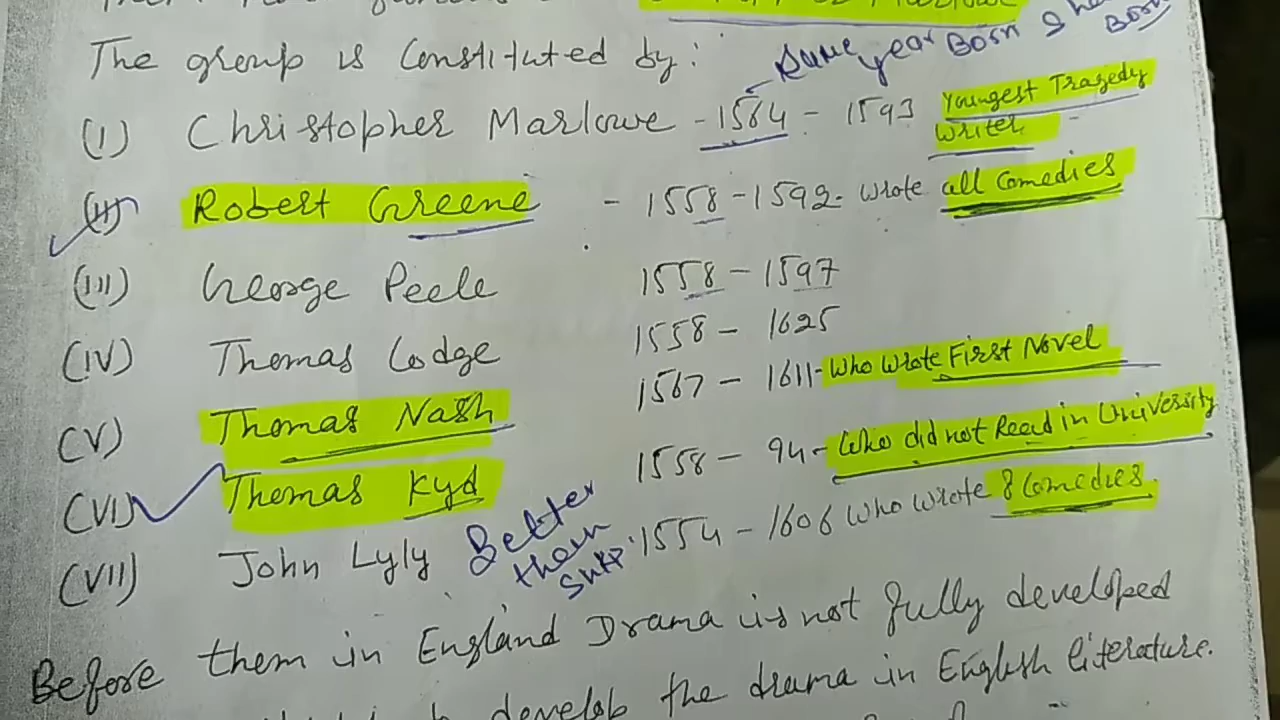 The group is Constituted by:
Same year Born
Born
(I) Christopher Marlowe - 1564 - 1593 Youngest Tragedy
Writer
(II) Robert Greene - 1558 - 1592 - Wrote all Comedies
(III) George Peele 1558 - 1597
(IV) Thomas Lodge 1558 - 1625
(V) Thomas Nash 1567 - 1611 - Who Wrote First Novel
(VI) Thomas Kyd 1558 - 94 - Who did not Read in University
(VII) John Lyly 1554 - 1606 Who Wrote 8 Comedies.
Better
than
Before them in England Drama is not fully developed
develop the drama in English literature.